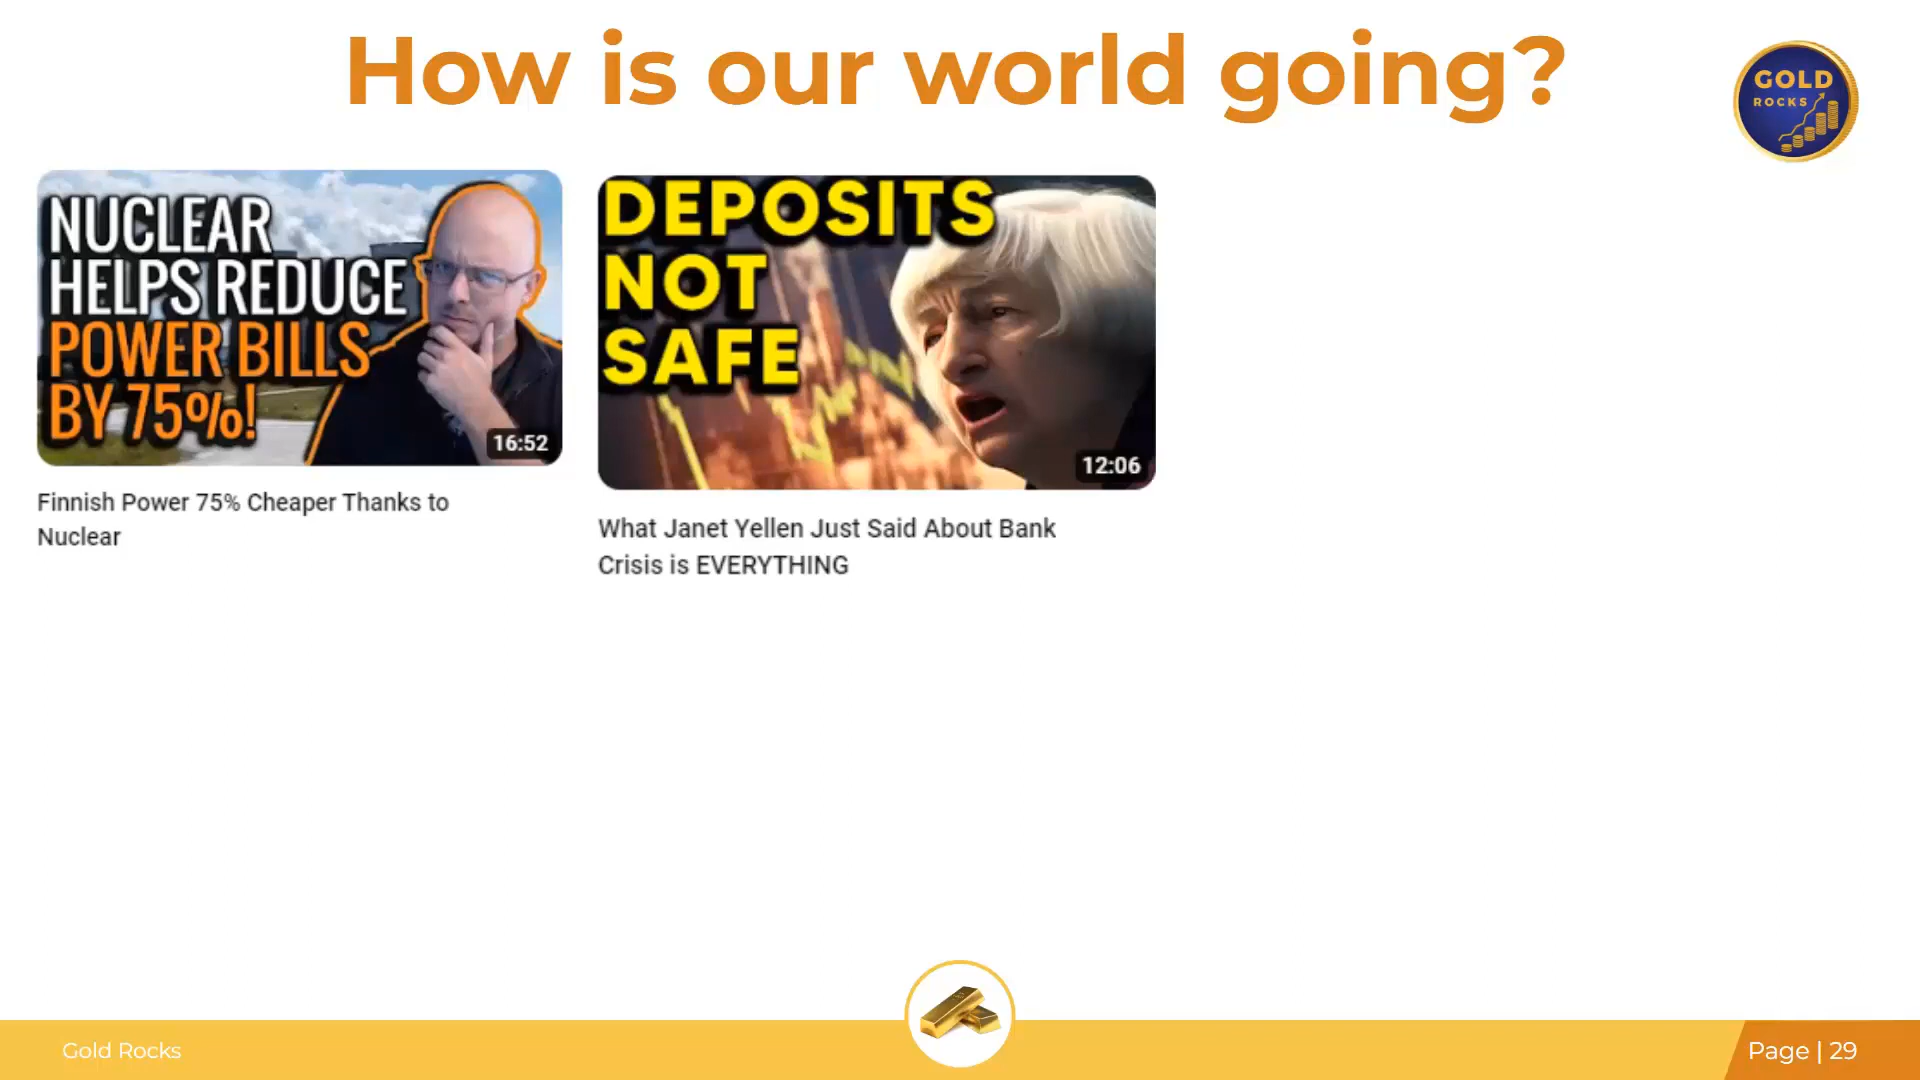 How is our world going?
GOLD
ROCKS
NUCLEAR
HELPS REDUCE
POWER BILLS
BY 75%!
16:52
Finnish Power 75% Cheaper Thanks to
Nuclear
DEPOSITS
NOT
SAFE
12:06
What Janet Yellen Just Said About Bank
Crisis is EVERYTHING
Gold Rocks
Page | 29